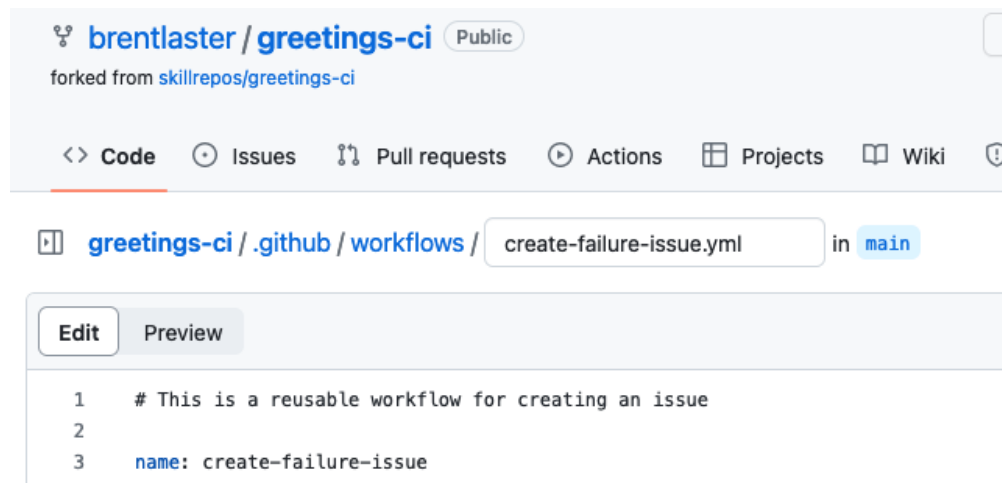 brentlaster / greetings-ci Public
forked from skillrepos/greetings-ci
Code Issues Pull requests Actions Projects Wiki
greetings-ci / .github / workflows / create-failure-issue.yml in main
Edit Preview
1 # This is a reusable workflow for creating an issue
2
3 name: create-failure-issue